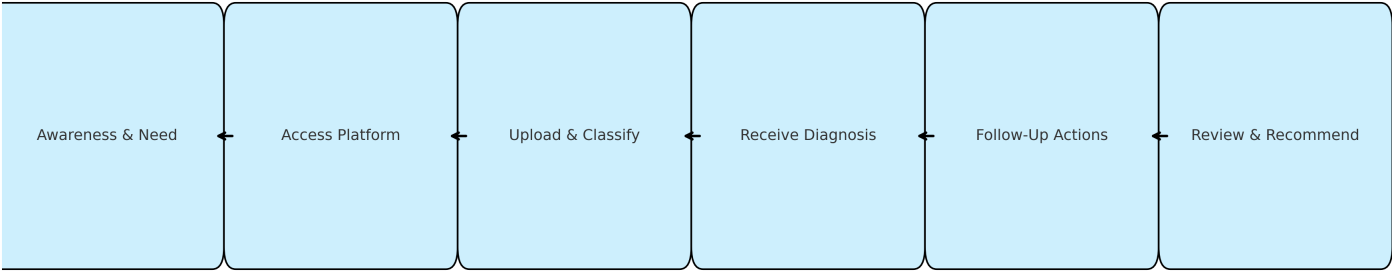 Awareness & Need
Access Platform
Upload & Classify
Receive Diagnosis
Follow-Up Actions
Review & Recommend